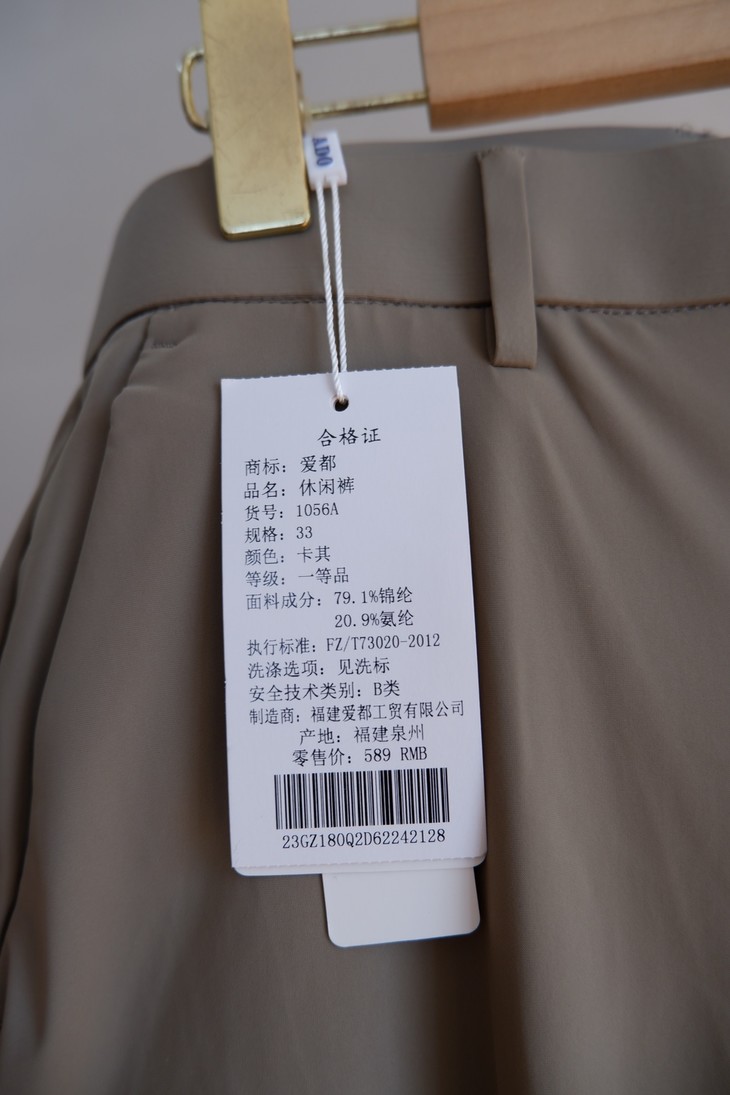 ADO
合格证
商标：爱都
品名：休闲裤
货号：1056A
规格：33
颜色：卡其
等级：一等品
面料成分：79.1%锦纶
20.9%氨纶
执行标准：FZ/T73020-2012
洗涤选项：见洗标
安全技术类别：B类
制造商：福建爱都工贸有限公司
产地：福建泉州
零售价：589 RMB
23GZ180Q2D62242128